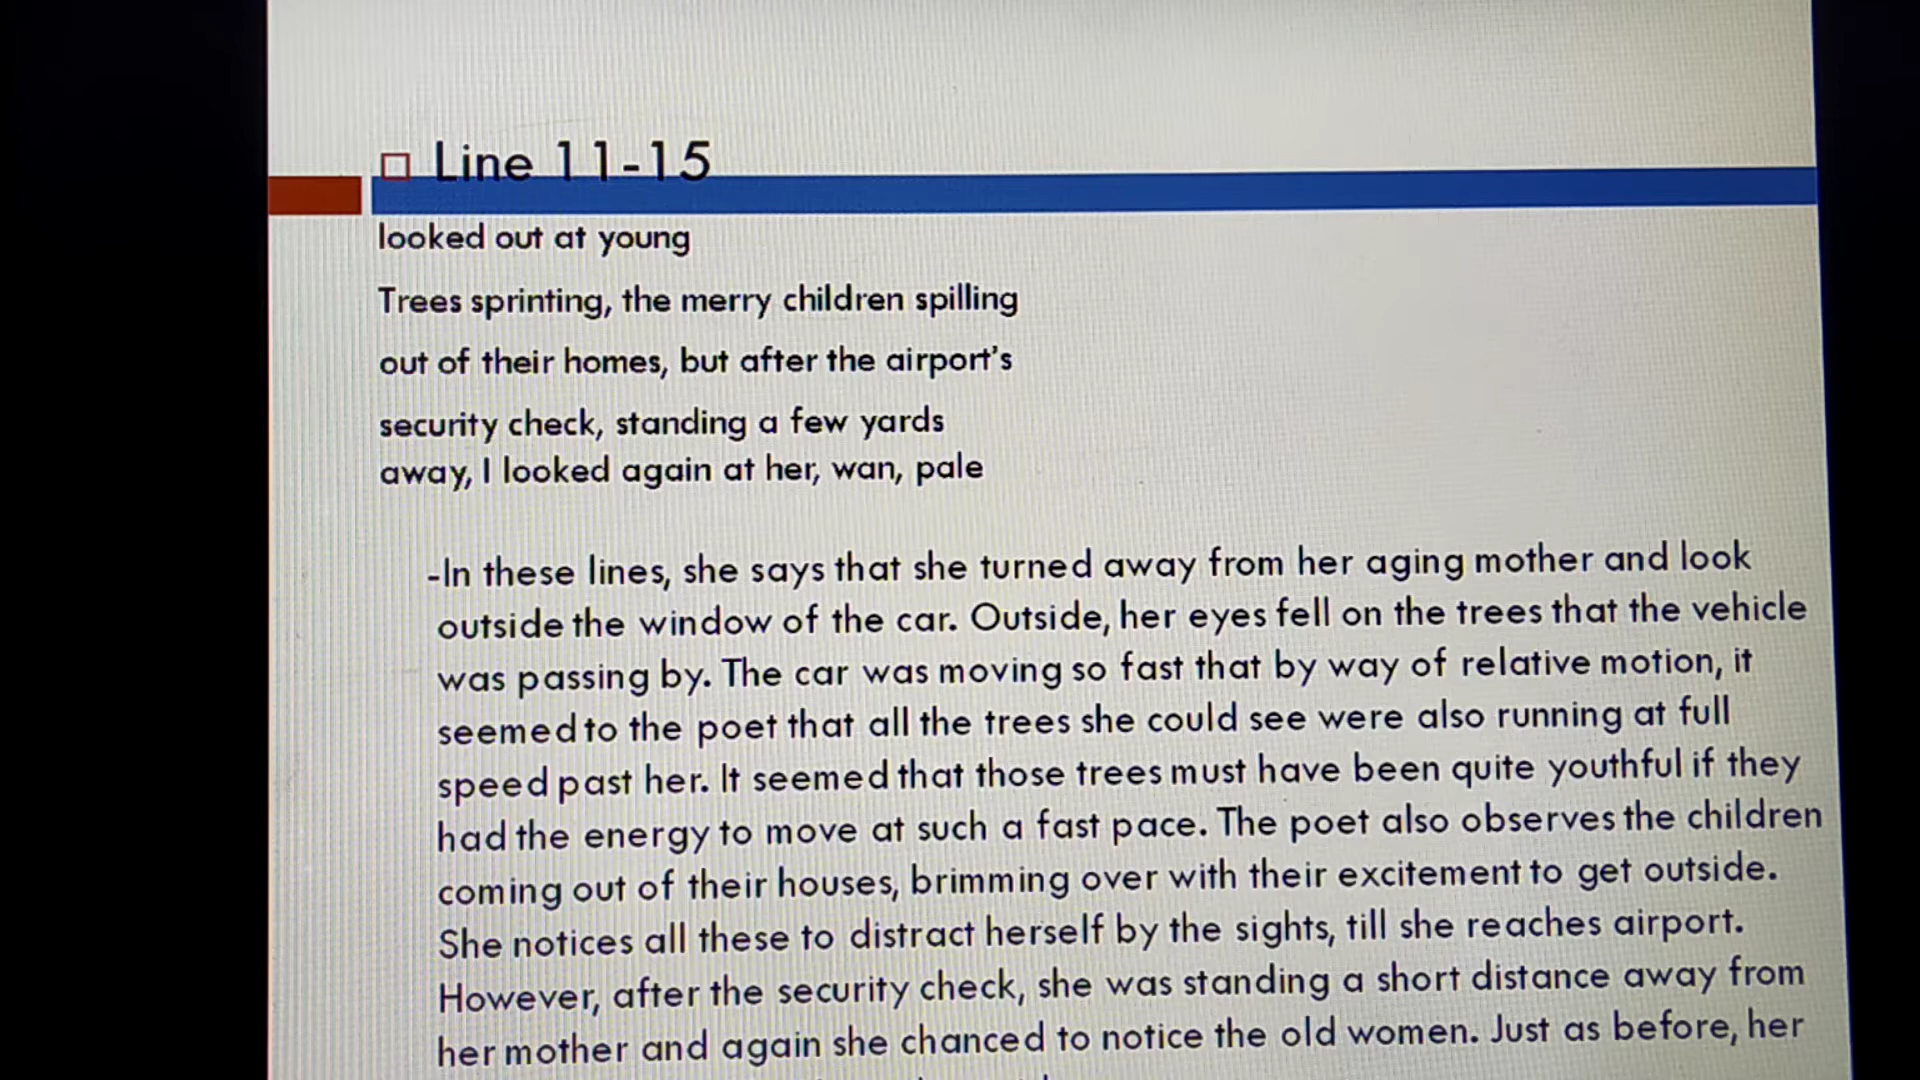 Line 11-15
looked out at young
Trees sprinting, the merry children spilling
out of their homes, but after the airport's
security check, standing a few yards
away, I looked again at her, wan, pale
-In these lines, she says that she turned away from her aging mother and look
outside the window of the car. Outside, her eyes fell on the trees that the vehicle
was passing by. The car was moving so fast that by way of relative motion, it
seemed to the poet that all the trees she could see were also running at full
speed past her. It seemed that those trees must have been quite youthful if they
had the energy to move at such a fast pace. The poet also observes the children
coming out of their houses, brimming over with their excitement to get outside.
She notices all these to distract herself by the sights, till she reaches airport.
However, after the security check, she was standing a short distance away from
her mother and again she chanced to notice the old women. Just as before, her